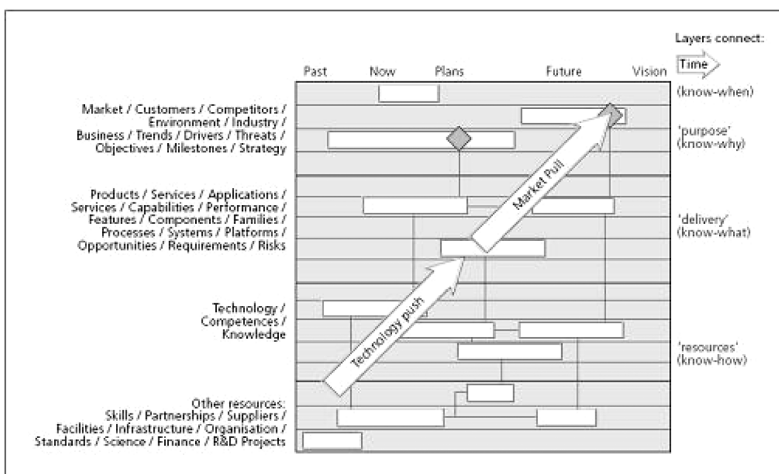 Layers connect:
Time
Past Now Plans Future Vision
(know-when)
Market / Customers / Competitors /
Environment / Industry /
Business / Trends / Drivers / Threats /
Objectives / Milestones / Strategy
'purpose'
(know-why)
Market Pull
Products / Services / Applications /
Services / Capabilities / Performance /
Features / Components / Families /
Processes / Systems / Platforms /
Opportunities / Requirements / Risks
'delivery'
(know-what)
Technology push
Technology /
Competences /
Knowledge
'resources'
(know-how)
Other resources:
Skills / Partnerships / Suppliers /
Facilities / Infrastructure / Organisation /
Standards / Science / Finance / R&D Projects